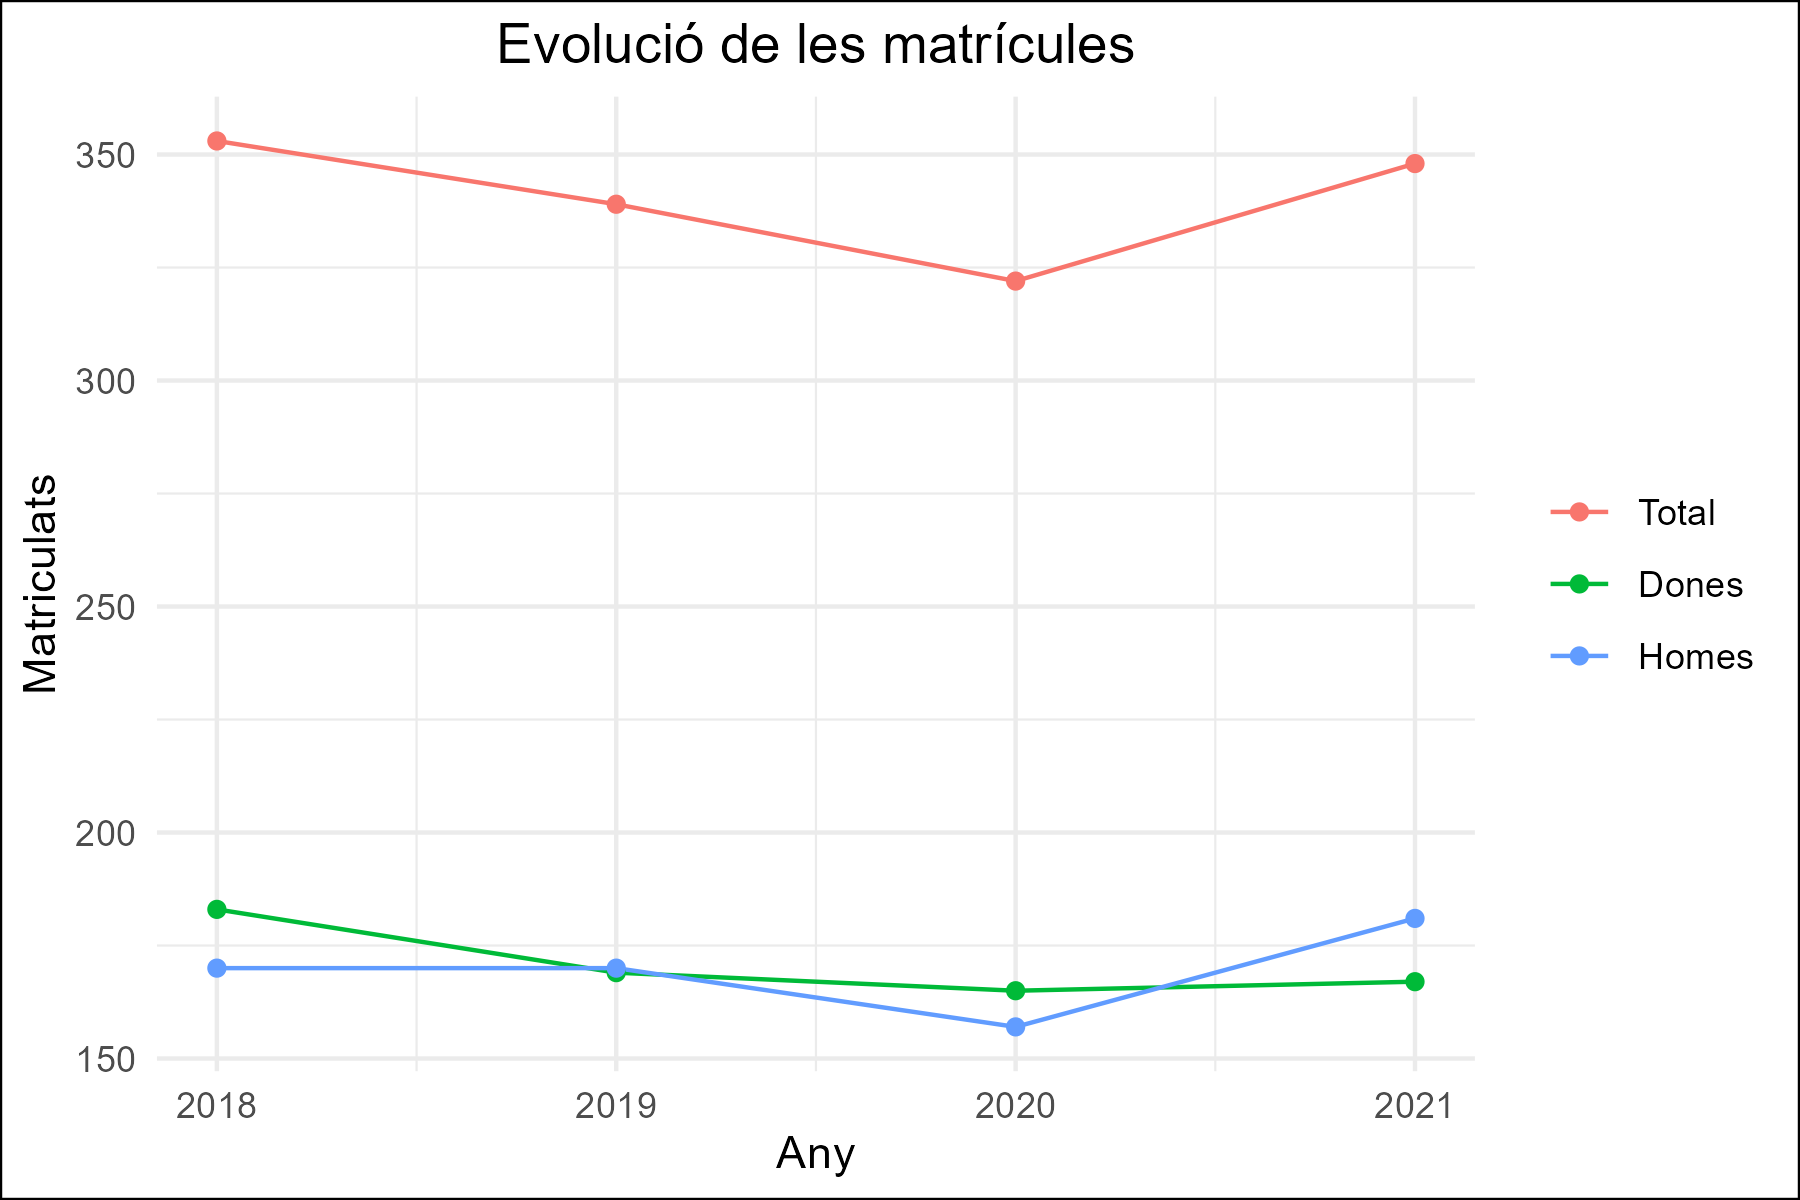 Evolució de les matrícules
350
300
250
200
150
Matriculats
2018 2019 2020 2021
Any
Total
Dones
Homes